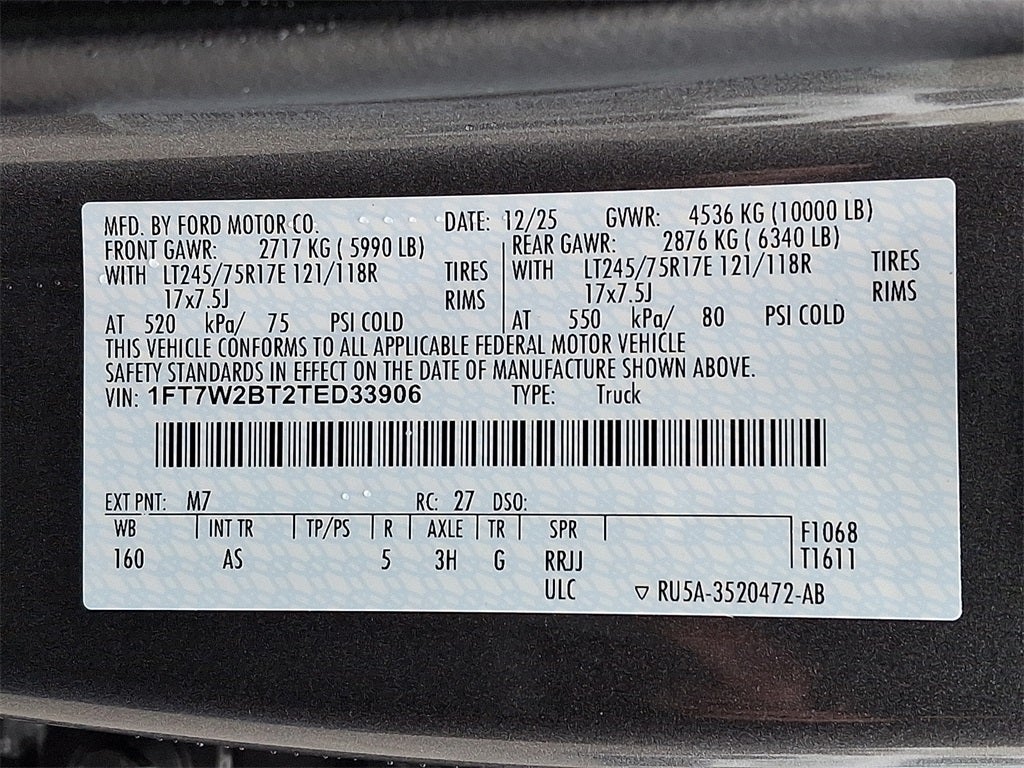 MFD. BY FORD MOTOR CO. DATE: 12/25 GVWR: 4536 KG (10000 LB)
FRONT GAWR: 2717 KG ( 5990 LB) REAR GAWR: 2876 KG ( 6340 LB)
WITH LT245/75R17E 121/118R TIRES WITH LT245/75R17E 121/118R TIRES
17x7.5J RIMS 17x7.5J RIMS
AT 520 kPa/ 75 PSI COLD AT 550 kPa/ 80 PSI COLD
THIS VEHICLE CONFORMS TO ALL APPLICABLE FEDERAL MOTOR VEHICLE
SAFETY STANDARDS IN EFFECT ON THE DATE OF MANUFACTURE SHOWN ABOVE.
VIN: 1FT7W2BT2TED33906 TYPE: Truck
EXT PNT: M7 RC: 27 DSO:
WB INT TR TP/PS R AXLE TR SPR F1068
160 AS 5 3H G RRJJ T1611
ULC ▽ RU5A-3520472-AB